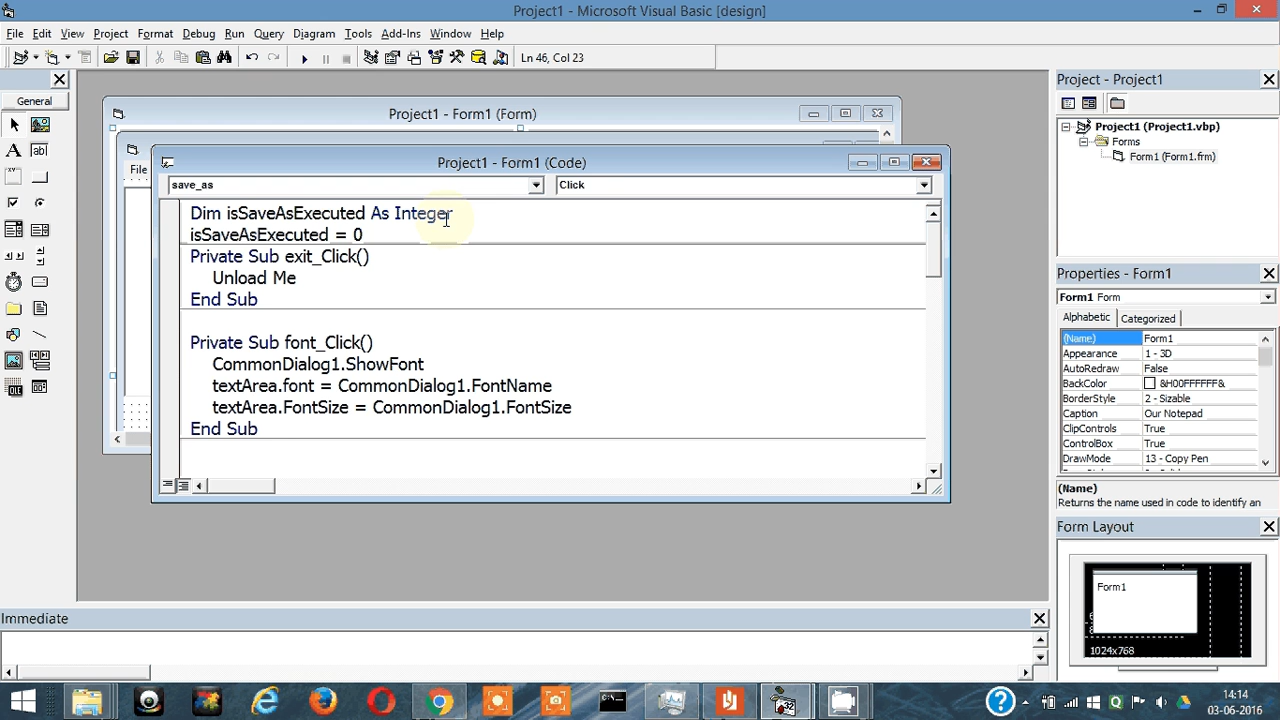 Project1 - Microsoft Visual Basic [design]
File Edit View Project Format Debug Run Query Diagram Tools Add-Ins Window Help
Ln 46, Col 23
General
Project1 - Form1 (Form)
File
Project1 - Form1 (Code)
save_as Click
Dim isSaveAsExecuted As Integer
isSaveAsExecuted = 0
Private Sub exit_Click()
Unload Me
End Sub
Private Sub font_Click()
CommonDialog1.ShowFont
textArea.font = CommonDialog1.FontName
textArea.FontSize = CommonDialog1.FontSize
End Sub
Project - Project1
Project1 (Project1.vbp)
Forms
Form1 (Form1.frm)
Properties - Form1
Form1 Form
Alphabetic Categorized
(Name) Form1
Appearance 1 - 3D
AutoRedraw False
BackColor &H00FFFFFF&
BorderStyle 2 - Sizable
Caption Our Notepad
ClipControls True
ControlBox True
DrawMode 13 - Copy Pen
(Name)
Returns the name used in code to identify an
Form Layout
Form1
1024x768
Immediate
14:14
03-06-2016